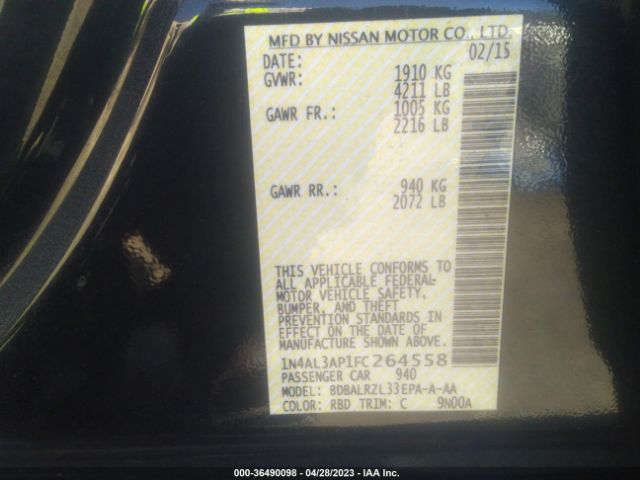 MFD BY NISSAN MOTOR CO., LTD.
DATE: 02/15
GVWR: 1910 KG
4211 LB
GAWR FR.: 1005 KG
2216 LB
GAWR RR.: 940 KG
2072 LB
THIS VEHICLE CONFORMS TO
ALL APPLICABLE FEDERAL
MOTOR VEHICLE SAFETY,
BUMPER, AND THEFT
PREVENTION STANDARDS IN
EFFECT ON THE DATE OF
MANUFACTURE SHOWN ABOVE.
1N4AL3AP1FC264558
PASSENGER CAR 940
MODEL: BDBALRZL33EPA-A-AA
COLOR: RBD TRIM: C 9N00A
000-36490098 - 04/28/2023 - IAA Inc.